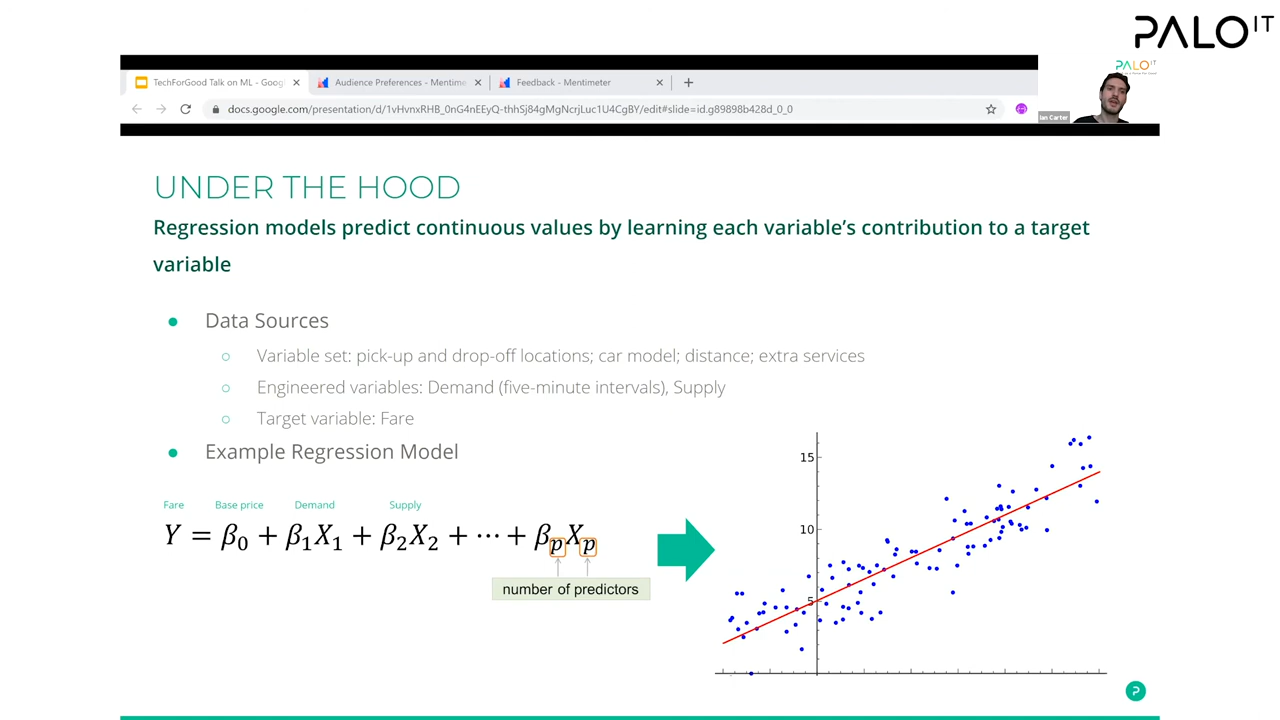 PALO IT
TechForGood Talk on ML - Goog
Audience Preferences - Mentime
Feedback - Mentimeter
docs.google.com/presentation/d/1vHvnxRHB_0nG4nEEyQ-thhSj84gMgNcrjLuc1U4CgBY/edit#slide=id.g89898b428d_0_0
PALO IT
Ian Carter
UNDER THE HOOD
Regression models predict continuous values by learning each variable's contribution to a target
variable
● Data Sources
○ Variable set: pick-up and drop-off locations; car model; distance; extra services
○ Engineered variables: Demand (five-minute intervals), Supply
○ Target variable: Fare
● Example Regression Model
Fare Base price Demand Supply
Y = β₀ + β₁X₁ + β₂X₂ + ⋯ + βₚXₚ
number of predictors
15
10
5
P